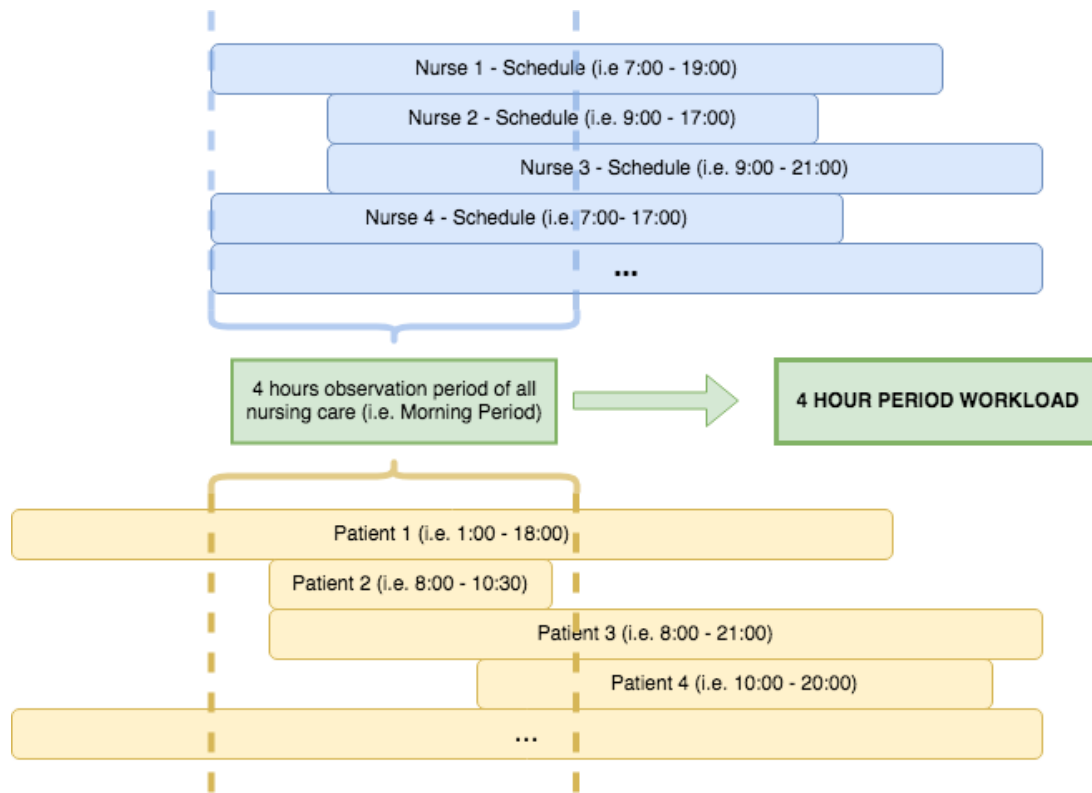 Nurse 1 - Schedule (i.e 7:00 - 19:00)
Nurse 2 - Schedule (i.e. 9:00 - 17:00)
Nurse 3 - Schedule (i.e. 9:00 - 21:00)
Nurse 4 - Schedule (i.e. 7:00- 17:00)
...
4 hours observation period of all
nursing care (i.e. Morning Period)
4 HOUR PERIOD WORKLOAD
Patient 1 (i.e. 1:00 - 18:00)
Patient 2 (i.e. 8:00 - 10:30)
Patient 3 (i.e. 8:00 - 21:00)
Patient 4 (i.e. 10:00 - 20:00)
...